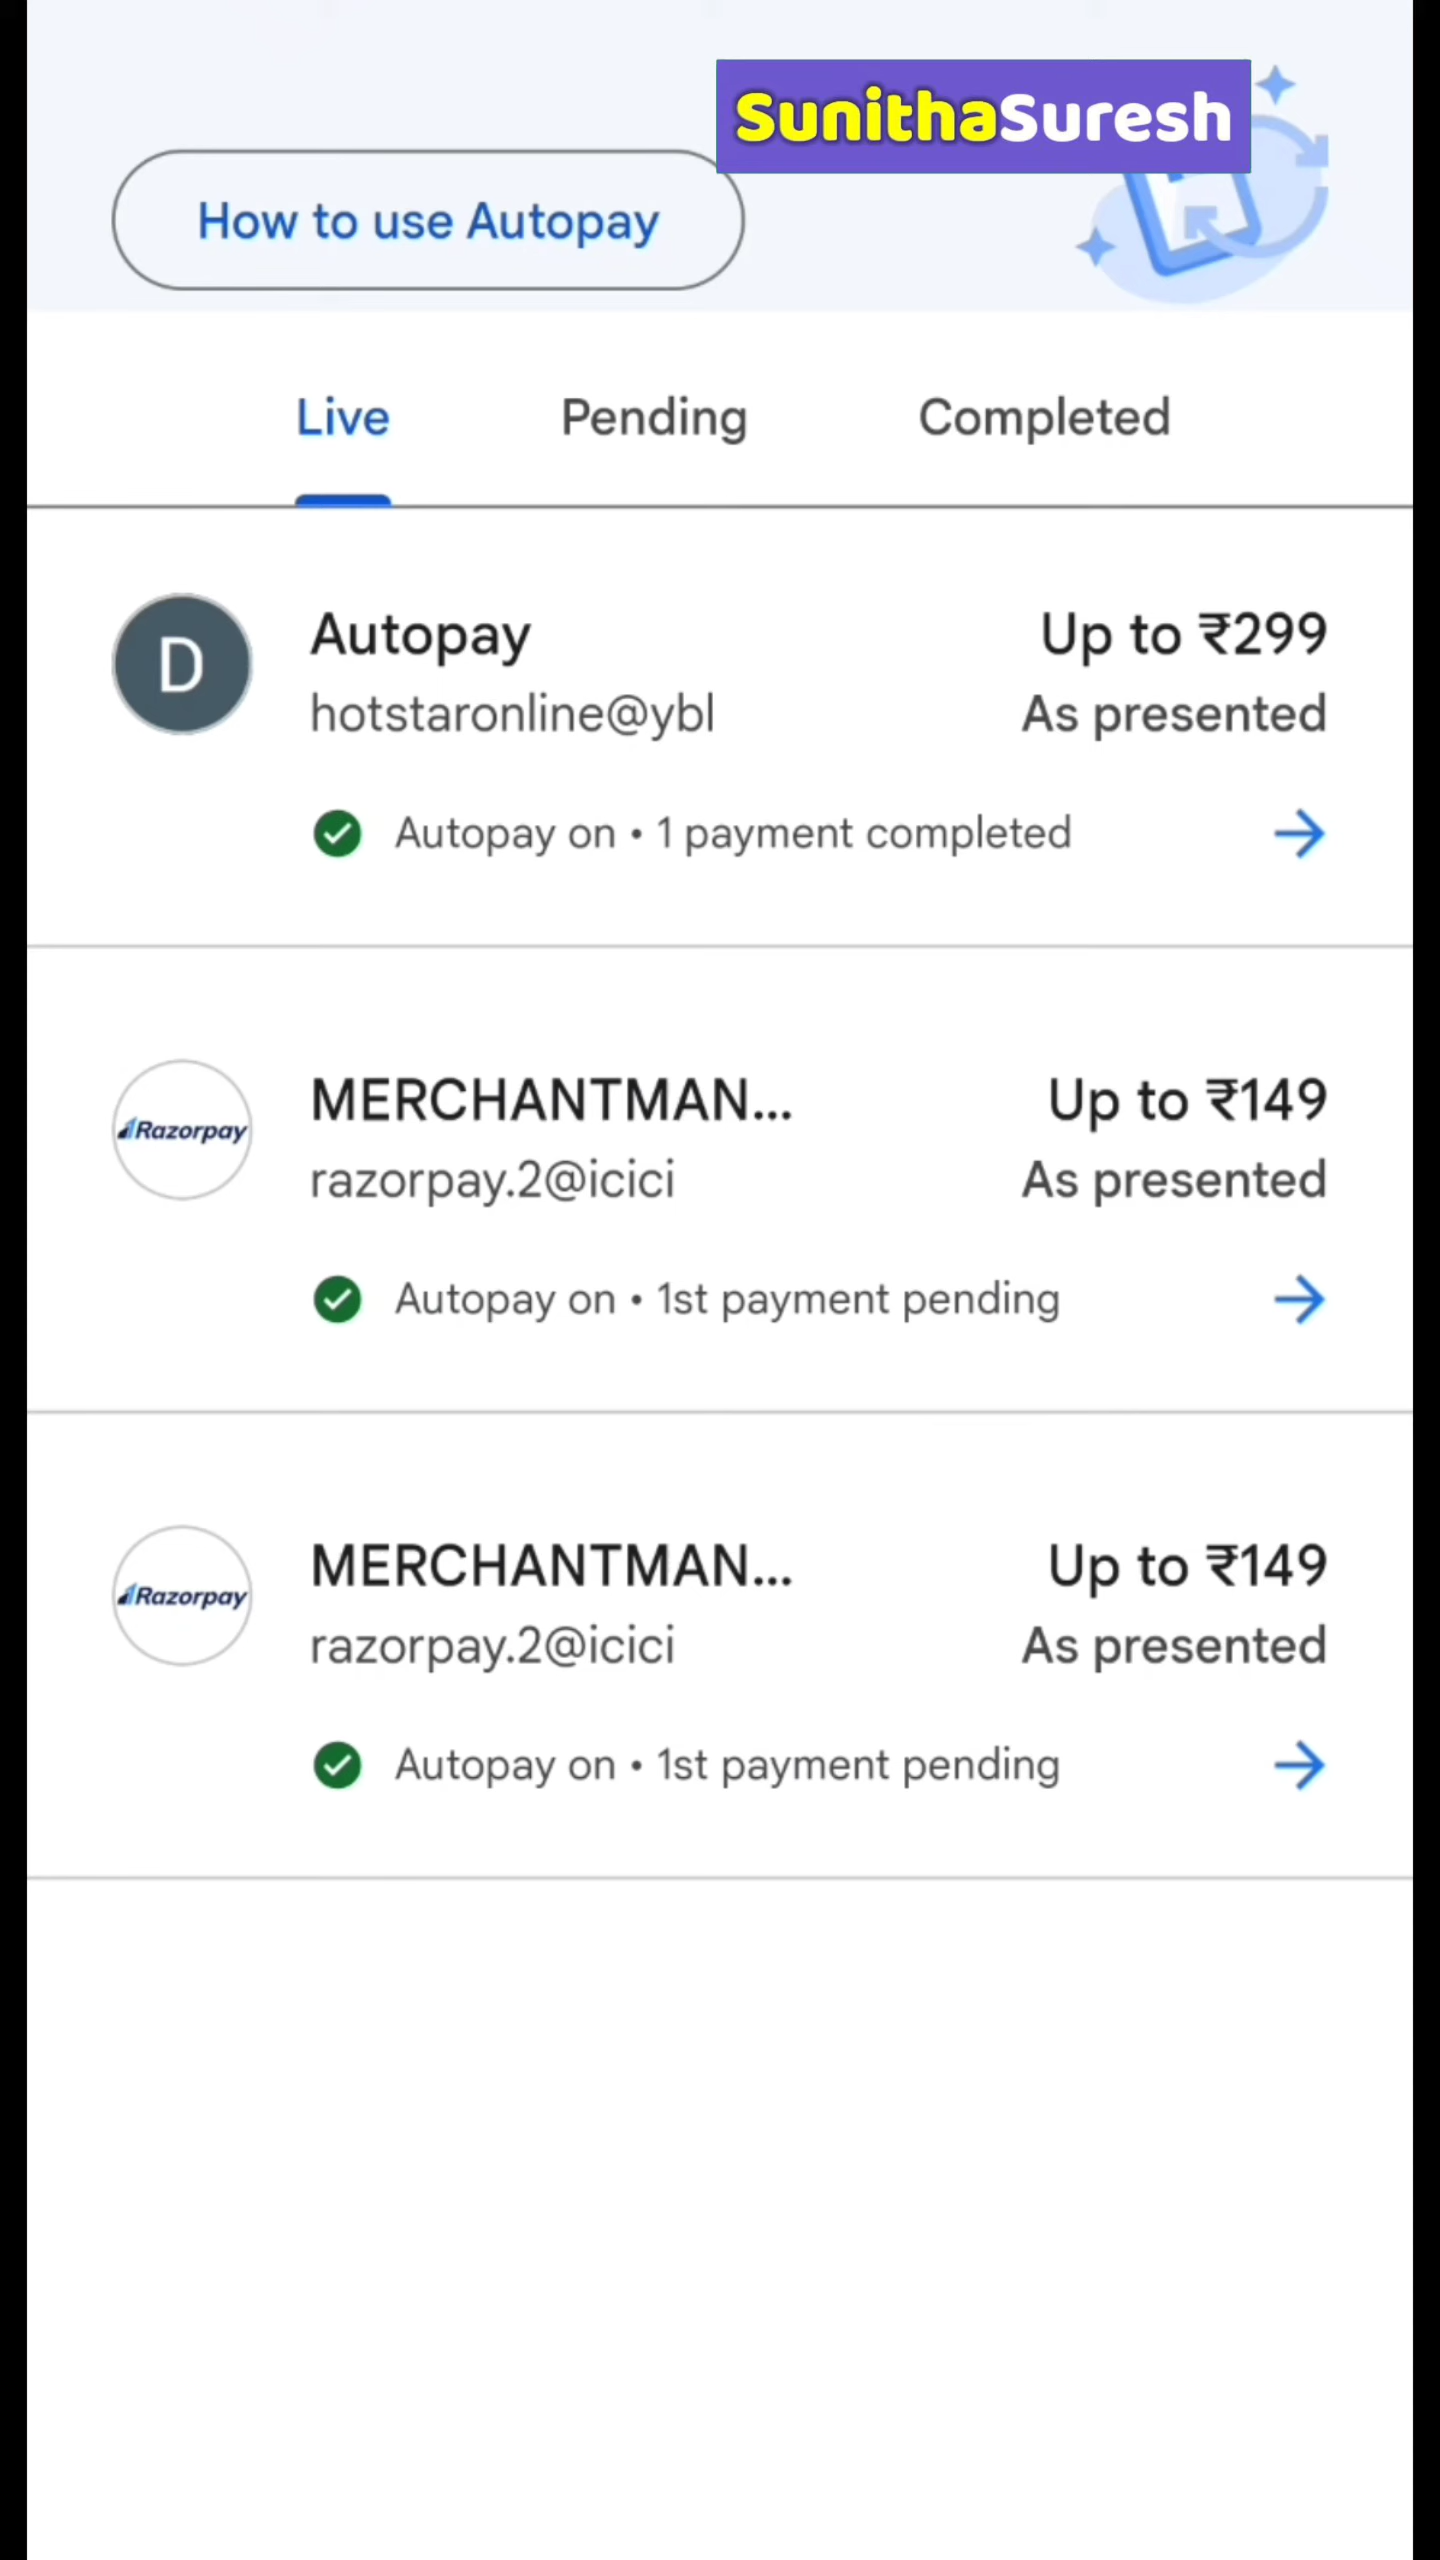 SunithaSuresh
How to use Autopay
Live Pending Completed
D
Autopay Up to ₹299
hotstaronline@ybl As presented
Autopay on • 1 payment completed
Razorpay
MERCHANTMAN... Up to ₹149
razorpay.2@icici As presented
Autopay on • 1st payment pending
Razorpay
MERCHANTMAN... Up to ₹149
razorpay.2@icici As presented
Autopay on • 1st payment pending